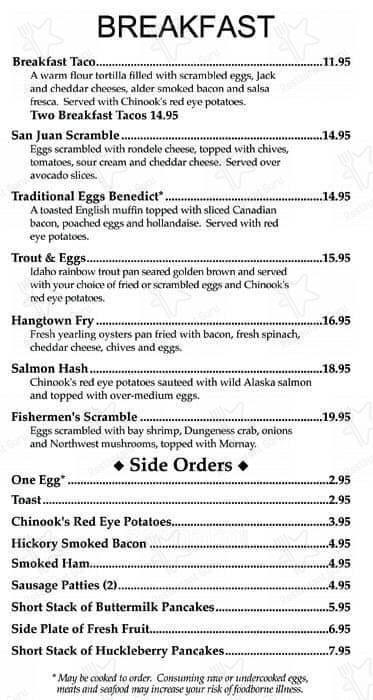 BREAKFAST
Breakfast Taco..........................................................11.95
A warm flour tortilla filled with scrambled eggs, Jack
and cheddar cheeses, alder smoked bacon and salsa
fresca. Served with Chinook's red eye potatoes.
Two Breakfast Tacos 14.95
San Juan Scramble....................................................14.95
Eggs scrambled with rondele cheese, topped with chives,
tomatoes, sour cream and cheddar cheese. Served over
avocado slices.
Traditional Eggs Benedict*........................................14.95
A toasted English muffin topped with sliced Canadian
bacon, poached eggs and hollandaise. Served with red
eye potatoes.
Trout & Eggs.............................................................15.95
Idaho rainbow trout pan seared golden brown and served
with your choice of fried or scrambled eggs and Chinook's
red eye potatoes.
Hangtown Fry...........................................................16.95
Fresh yearling oysters pan fried with bacon, fresh spinach,
cheddar cheese, chives and eggs.
Salmon Hash............................................................18.95
Chinook's red eye potatoes sauteed with wild Alaska salmon
and topped with over-medium eggs.
Fishermen's Scramble ...............................................19.95
Eggs scrambled with bay shrimp, Dungeness crab, onions
and Northwest mushrooms, topped with Mornay.
◆ Side Orders ◆
One Egg* ...................................................................2.95
Toast.........................................................................2.95
Chinook's Red Eye Potatoes........................................3.95
Hickory Smoked Bacon .............................................4.95
Smoked Ham.............................................................4.95
Sausage Patties (2).....................................................4.95
Short Stack of Buttermilk Pancakes............................5.95
Side Plate of Fresh Fruit.............................................6.95
Short Stack of Huckleberry Pancakes..........................7.95
* May be cooked to order. Consuming raw or undercooked eggs,
meats and seafood may increase your risk of foodborne illness.